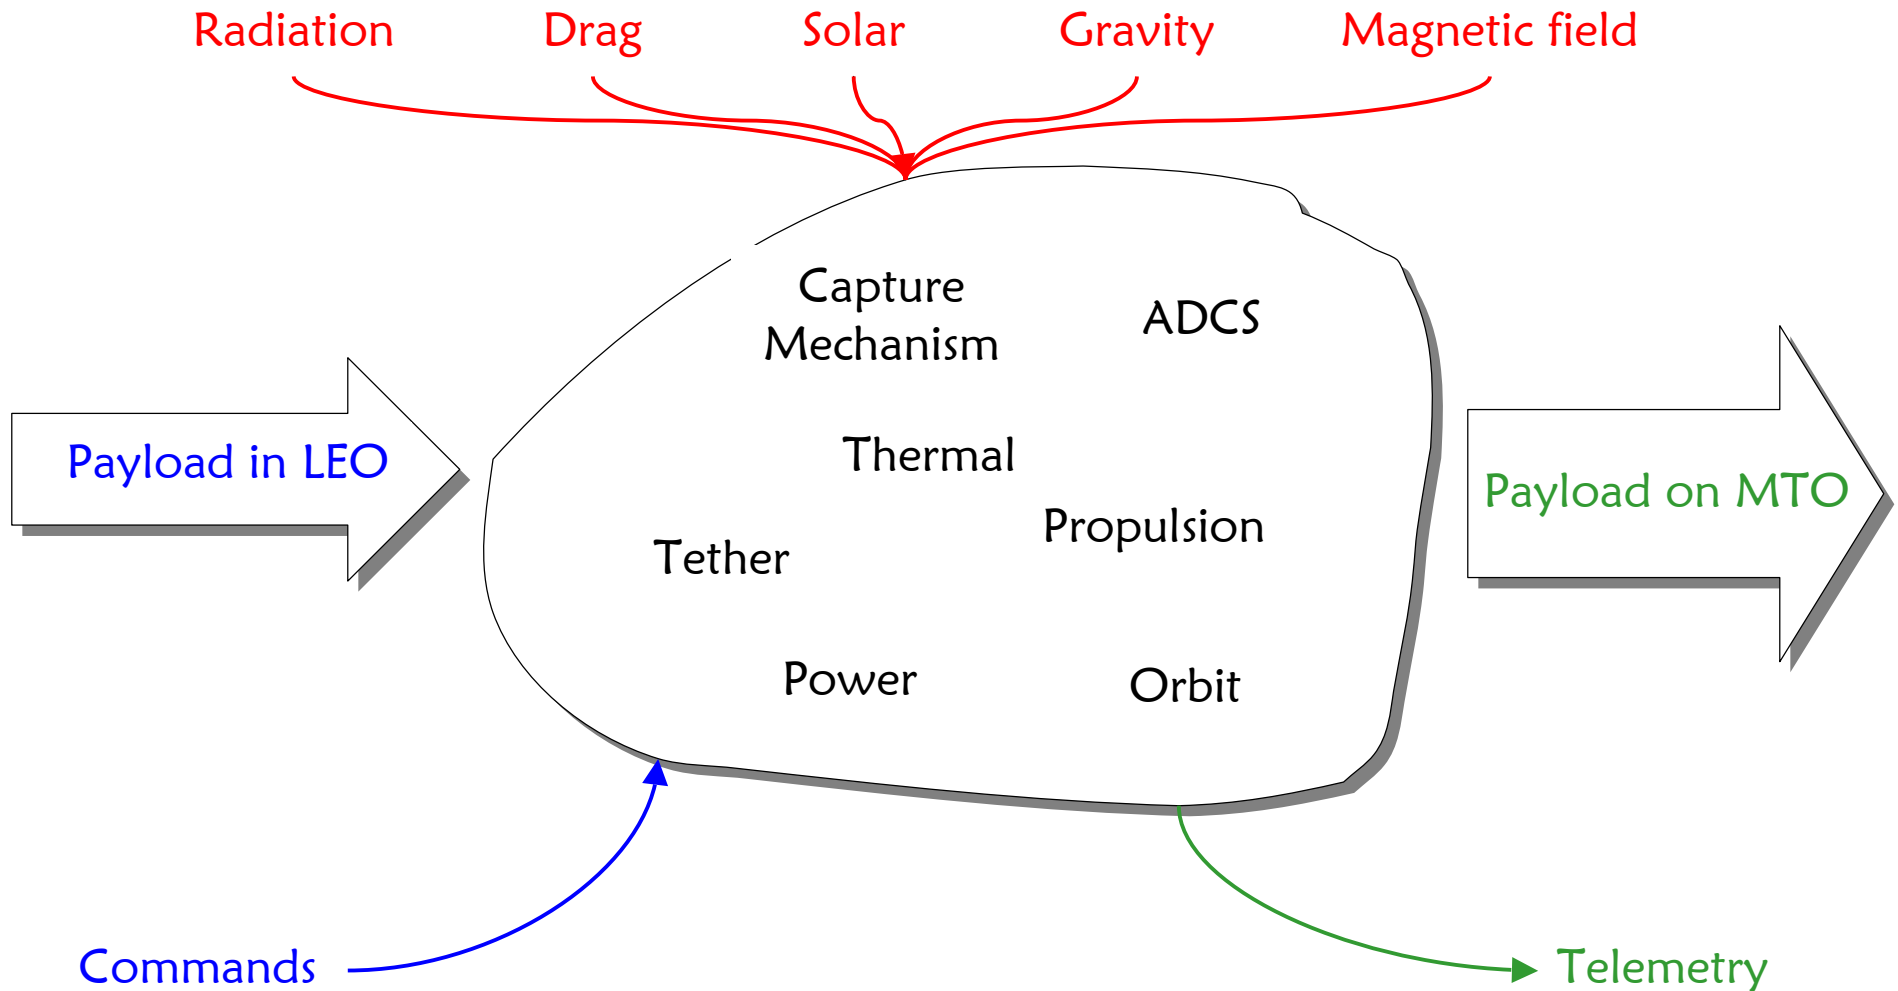 Radiation
Drag
Solar
Gravity
Magnetic field
Capture
Mechanism
ADCS
Thermal
Payload in LEO
Payload on MTO
Propulsion
Tether
Power
Orbit
Commands
Telemetry